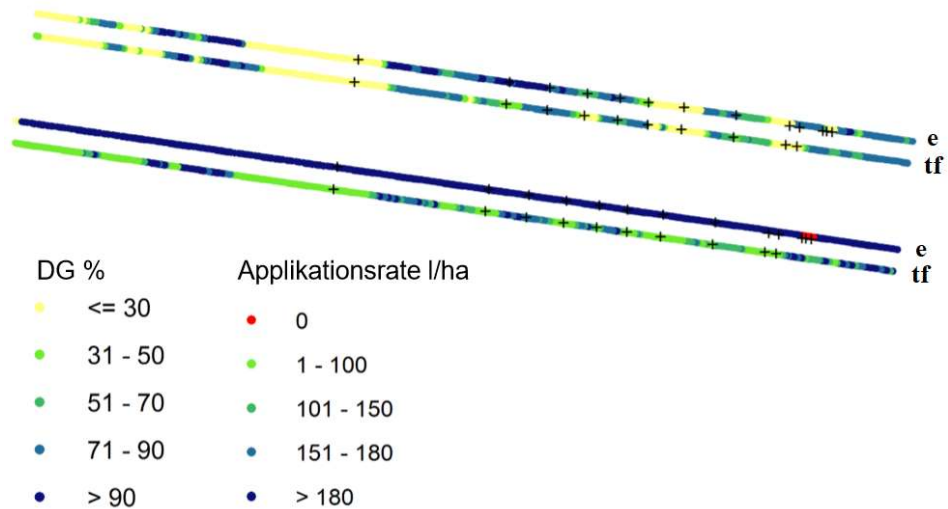 e
tf
e
tf
DG % Applikationsrate l/ha
<= 30 0
31 - 50 1 - 100
51 - 70 101 - 150
71 - 90 151 - 180
> 90 > 180